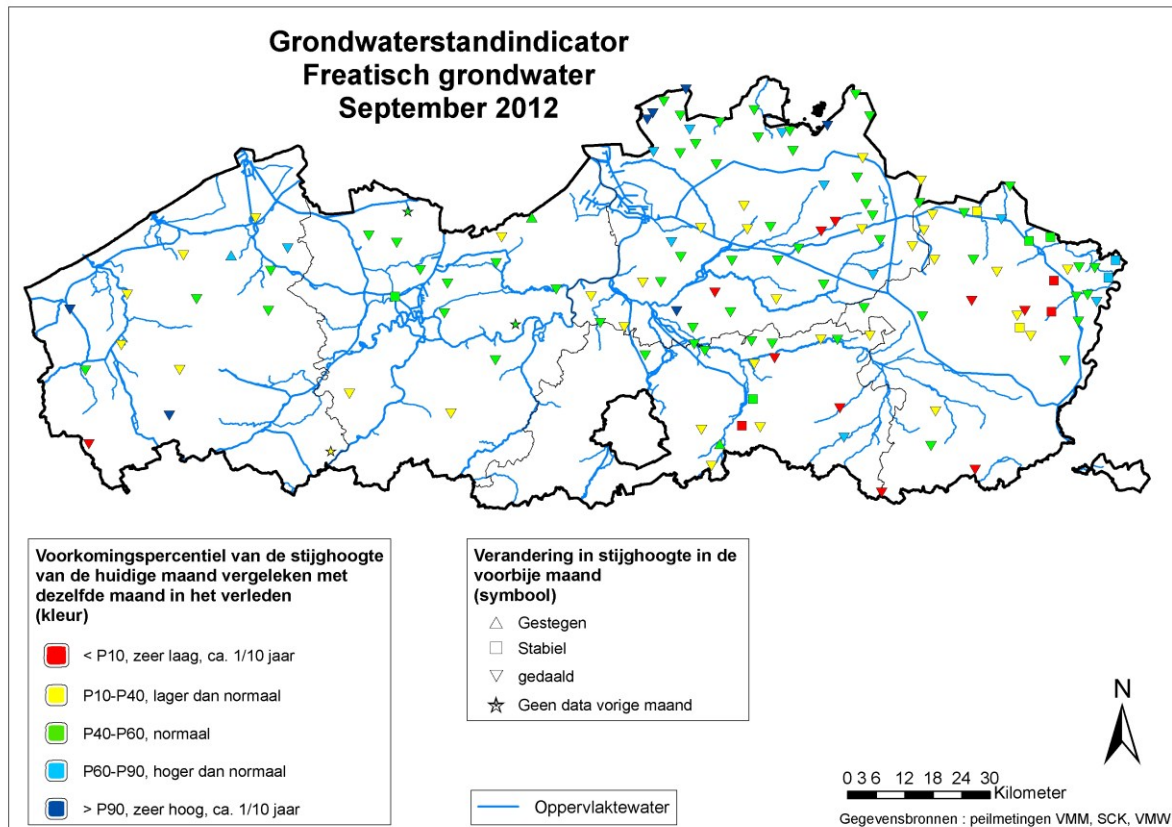 Grondwaterstandindicator
Freatisch grondwater
September 2012
Voorkomingspercentiel van de stijghoogte
van de huidige maand vergeleken met
dezelfde maand in het verleden
(kleur)
< P10, zeer laag, ca. 1/10 jaar
P10-P40, lager dan normaal
P40-P60, normaal
P60-P90, hoger dan normaal
> P90, zeer hoog, ca. 1/10 jaar
Verandering in stijghoogte in de
voorbije maand
(symbool)
Gestegen
Stabiel
gedaald
Geen data vorige maand
Oppervlaktewater
N
0 3 6 12 18 24 30
Kilometer
Gegevensbronnen : peilmetingen VMM, SCK, VMW